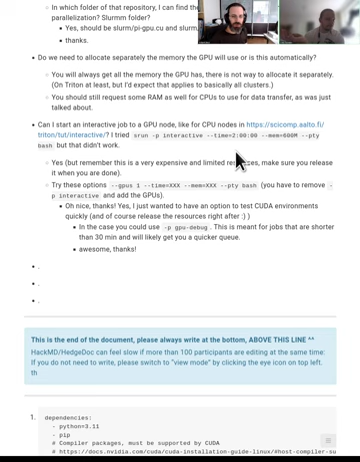 In which folder of that repository, I can find the
parallelization? Slurmm folder?
Yes, should be slurm/pi-gpu.cu and slurm,
thanks.
Do we need to allocate separately the memory the GPU will use or is this automatically?
You will always get all the memory the GPU has, there is not way to allocate it separately.
(On Triton at least, but I'd expect that applies to basically all clusters.)
You should still request some RAM as well for CPUs to use for data transfer, as was just
talked about.
Can I start an interactive job to a GPU node, like for CPU nodes in https://scicomp.aalto.fi/
triton/tut/interactive/? I tried srun -p interactive --time=2:00:00 --mem=600M --pty
bash but that didn't work.
Yes (but remember this is a very expensive and limited, make sure you release
it when you are done).
Try these options --gpus 1 --time=XXX --mem=XXX --pty bash (you have to remove -
p interactive and add the GPUs).
Oh nice, thanks! Yes, I just wanted to have an option to test CUDA environments
quickly (and of course release the resources right after :) )
In the case you could use -p gpu-debug. This is meant for jobs that are shorter
than 30 min and will likely get you a quicker queue.
awesome, thanks!
.
.
.
This is the end of the document, please always write at the bottom, ABOVE THIS LINE ^^
HackMD/HedgeDoc can feel slow if more than 100 participants are editing at the same time:
If you do not need to write, please switch to "view mode" by clicking the eye icon on top left.
th
1. dependencies:
- python=3.11
- pip
# Compiler packages, must be supported by CUDA
# https://docs.nvidia.com/cuda/cuda-installation-guide-linux/#host-compiler-su